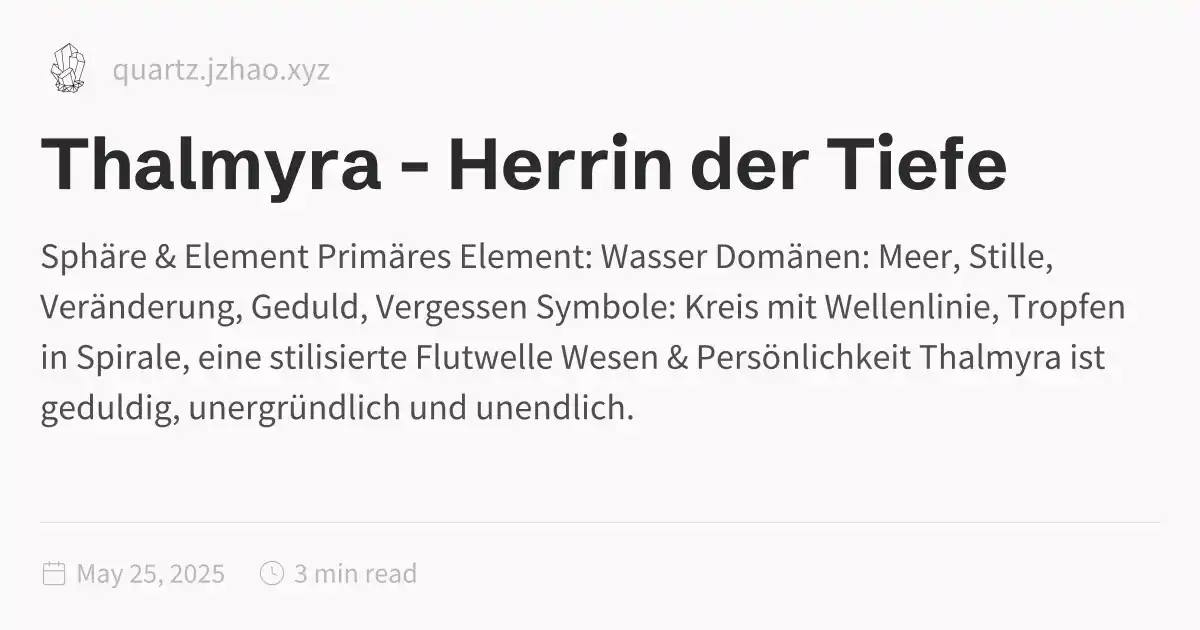 quartz.jzhao.xyz
Thalmyra - Herrin der Tiefe
Sphäre & Element Primäres Element: Wasser Domänen: Meer, Stille,
Veränderung, Geduld, Vergessen Symbole: Kreis mit Wellenlinie, Tropfen
in Spirale, eine stilisierte Flutwelle Wesen & Persönlichkeit Thalmyra ist
geduldig, unergründlich und unendlich.
May 25, 2025 3 min read